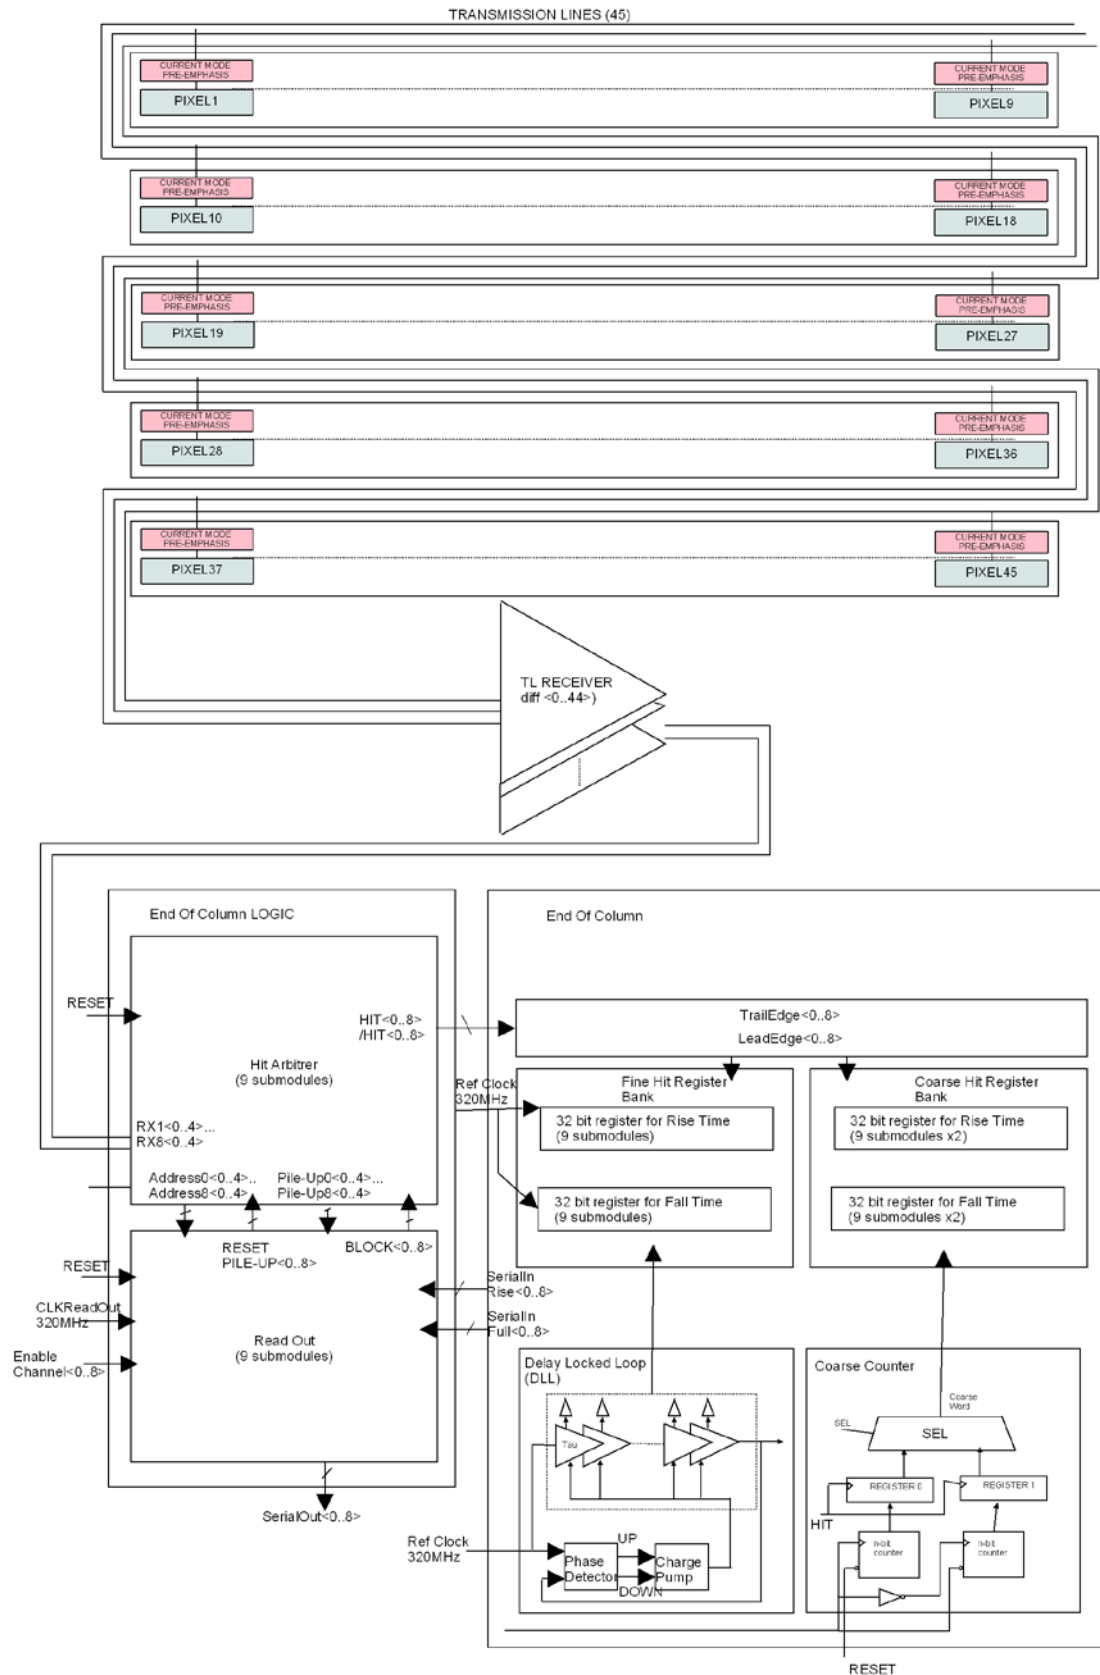 TRANSMISSION LINES (45)
CURRENT MODE
PRE-EMPHASIS
PIXEL1
CURRENT MODE
PRE-EMPHASIS
PIXEL9
CURRENT MODE
PRE-EMPHASIS
PIXEL10
CURRENT MODE
PRE-EMPHASIS
PIXEL18
CURRENT MODE
PRE-EMPHASIS
PIXEL19
CURRENT MODE
PRE-EMPHASIS
PIXEL27
CURRENT MODE
PRE-EMPHASIS
PIXEL28
CURRENT MODE
PRE-EMPHASIS
PIXEL36
CURRENT MODE
PRE-EMPHASIS
PIXEL37
CURRENT MODE
PRE-EMPHASIS
PIXEL45
TL RECEIVER
diff <0..44>)
End Of Column LOGIC
RESET
HIT<0..8>
/HIT<0..8>
Hit Arbitrer
(9 submodules)
RX1<0..4>...
RX8<0..4>
Address0<0..4>..
Address8<0..4>
Pile-Up0<0..4>...
Pile-Up8<0..4>
RESET
PILE-UP<0..8>
BLOCK<0..8>
RESET
CLKReadOut
320MHz
Enable
Channel<0..8>
Read Out
(9 submodules)
SerialOut<0..8>
End Of Column
TrailEdge<0..8>
LeadEdge<0..8>
Ref Clock
320MHz
Fine Hit Register
Bank
32 bit register for Rise Time
(9 submodules)
32 bit register for Fall Time
(9 submodules)
Coarse Hit Register
Bank
32 bit register for Rise Time
(9 submodules x2)
32 bit register for Fall Time
(9 submodules x2)
SerialIn
Rise<0..8>
SerialIn
Full<0..8>
Delay Locked Loop
(DLL)
Tau
Ref Clock
320MHz
Phase
Detector
UP
DOWN
Charge
Pump
Coarse Counter
Coarse
Word
SEL
SEL
REGISTER 0
REGISTER 1
HIT
n-bit
counter
n-bit
counter
RESET